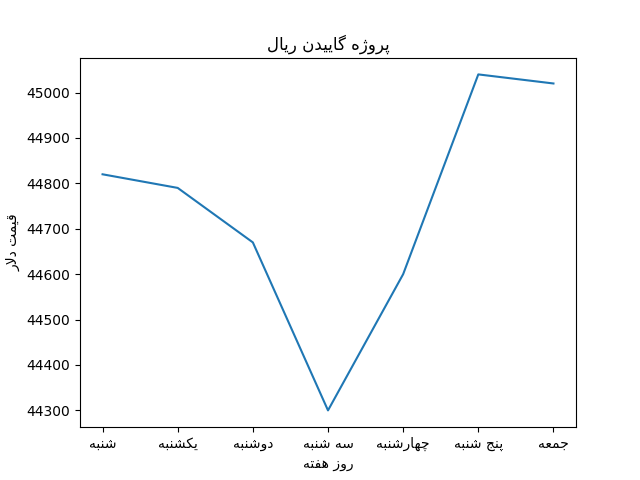 پروژه گاییدن ریال
قیمت دلار
45000
44900
44800
44700
44600
44500
44400
44300
شنبه
یکشنبه
دوشنبه
سه شنبه
چهارشنبه
پنج شنبه
جمعه
روز هفته